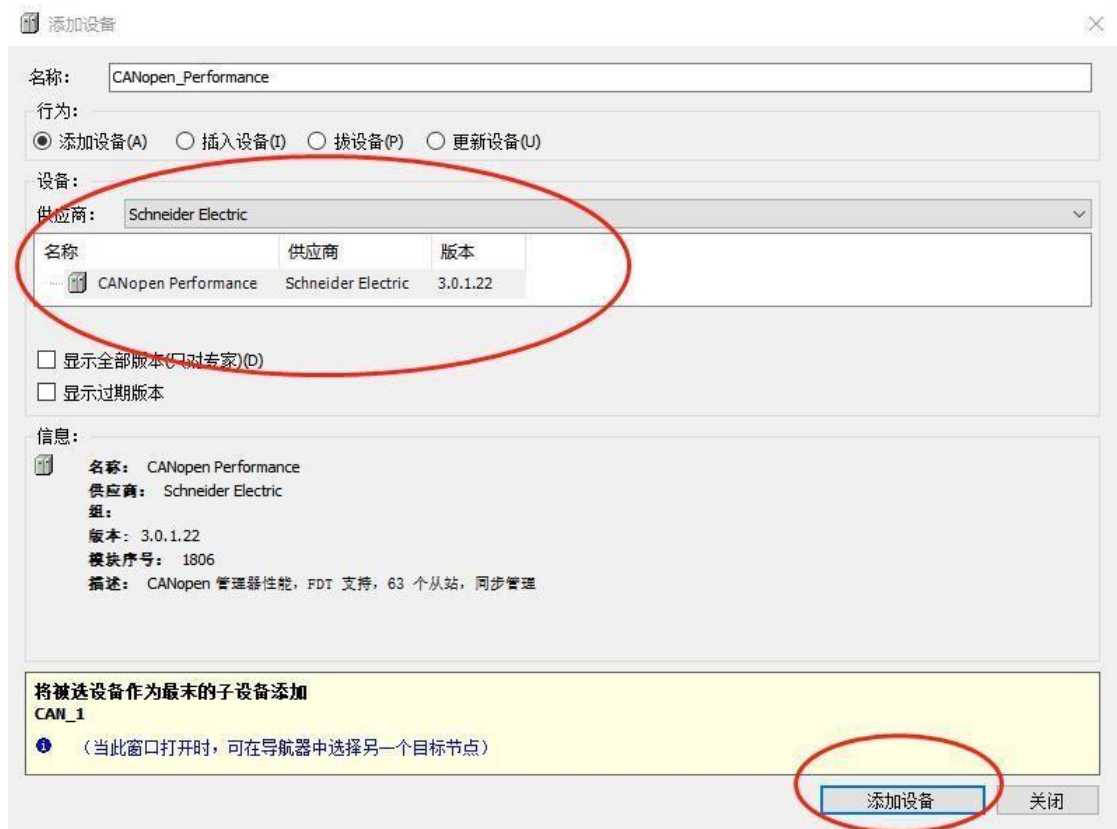 添加设备
名称： CANopen_Performance
行为：
添加设备(A) 插入设备(I) 拔设备(P) 更新设备(U)
设备：
供应商： Schneider Electric
名称 供应商 版本
CANopen Performance Schneider Electric 3.0.1.22
显示全部版本(只对专家)(D)
显示过期版本
信息：
名称： CANopen Performance
供应商： Schneider Electric
组：
版本： 3.0.1.22
模块序号： 1806
描述： CANopen 管理器性能，FDT 支持，63 个从站，同步管理
将被选设备作为最末的子设备添加
CAN_1
（当此窗口打开时，可在导航器中选择另一个目标节点）
添加设备 关闭